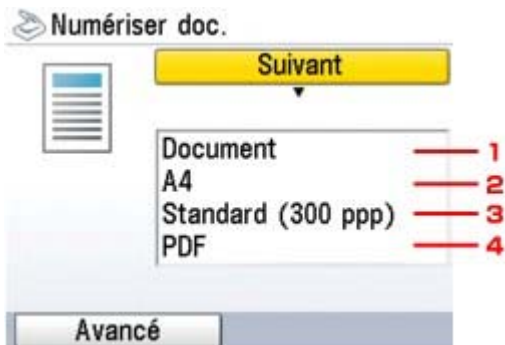 Numériser doc.
Suivant
Document 1
A4 2
Standard (300 ppp) 3
PDF 4
Avancé